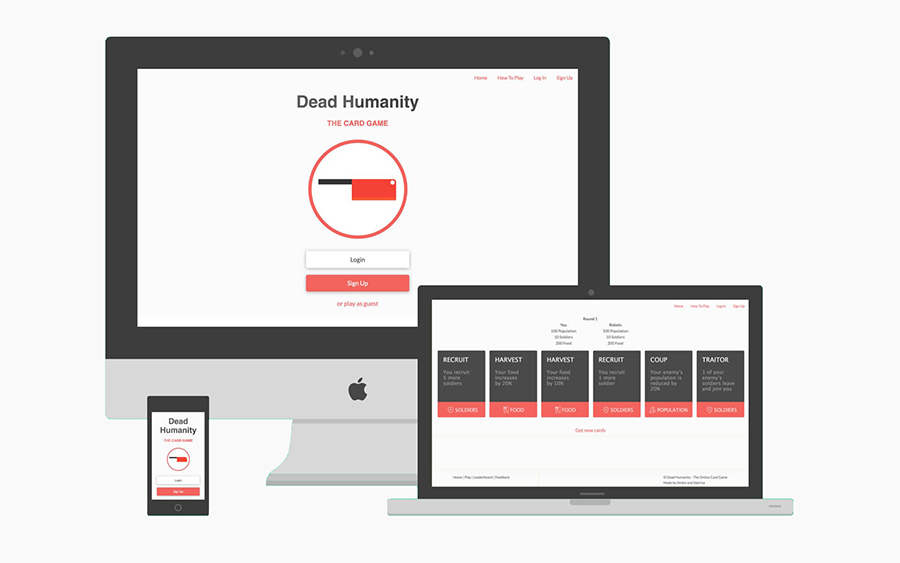 Home How To Play Log In Sign Up
Dead Humanity
THE CARD GAME
Login
Sign Up
or play as guest
Home How To Play Log In Sign Up
Round 1
You Robots
100 Population 100 Population
10 Soldiers 10 Soldiers
200 Food 200 Food
RECRUIT
You recruit
5 more
soldiers
SOLDIERS
HARVEST
Your food
increases
by 20%
FOOD
HARVEST
Your food
increases
by 10%
FOOD
RECRUIT
You recruit
1 more
soldier
SOLDIERS
COUP
Your enemy's
population is
reduced by
20%
POPULATION
TRAITOR
1 of your
enemy's
soldiers leave
and join you
SOLDIERS
Get new cards
Home | Play | Leaderboard | Feedback
© Dead Humanity - The Online Card Game
Made by Andre and Sabrina
Dead
Humanity
THE CARD GAME
Login
Sign Up